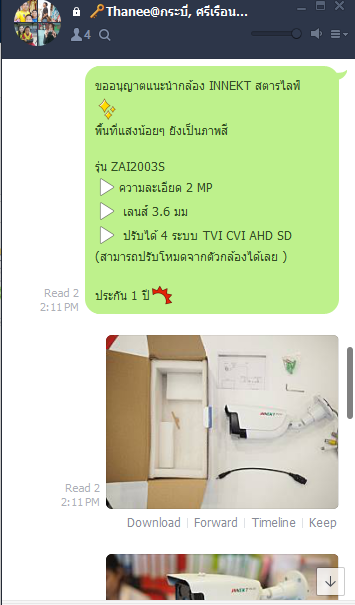 Thanee@กระบี่, ศรีเรือน...
4
ขออนุญาตแนะนำกล้อง INNEKT สตารไลฟ์
พื้นที่แสงน้อยๆ ยังเป็นภาพสี
รุ่น ZAI2003S
ความละเอียด 2 MP
เลนส์ 3.6 มม
ปรับได้ 4 ระบบ TVI CVI AHD SD
(สามารถปรับโหมดจากตัวกล้องได้เลย )
ประกัน 1 ปี
Read 2
2:11 PM
INNEKT
Read 2
2:11 PM
Download Forward Timeline Keep
INNEKT